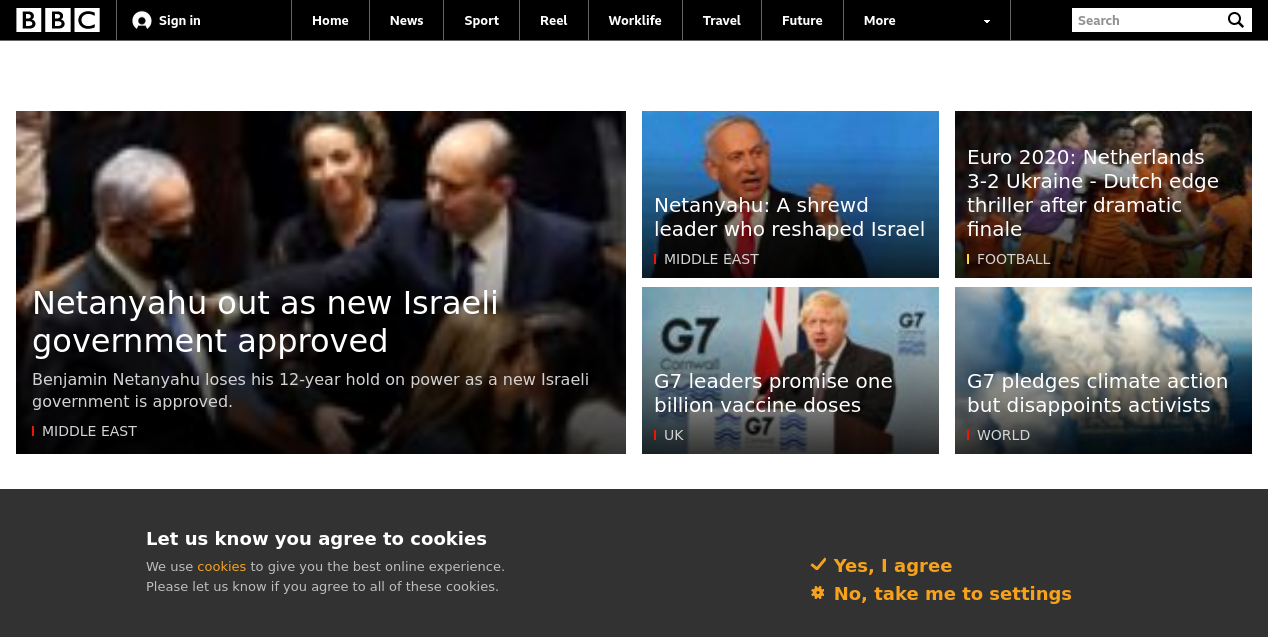 BBC
Sign in
Home
News
Sport
Reel
Worklife
Travel
Future
More
Search
Netanyahu out as new Israeli
government approved
Benjamin Netanyahu loses his 12-year hold on power as a new Israeli
government is approved.
MIDDLE EAST
Netanyahu: A shrewd
leader who reshaped Israel
MIDDLE EAST
Euro 2020: Netherlands
3-2 Ukraine - Dutch edge
thriller after dramatic
finale
FOOTBALL
G7
Cornwall
G7
G7
G7 leaders promise one
billion vaccine doses
UK
G7 pledges climate action
but disappoints activists
WORLD
Let us know you agree to cookies
We use cookies to give you the best online experience.
Please let us know if you agree to all of these cookies.
Yes, I agree
No, take me to settings